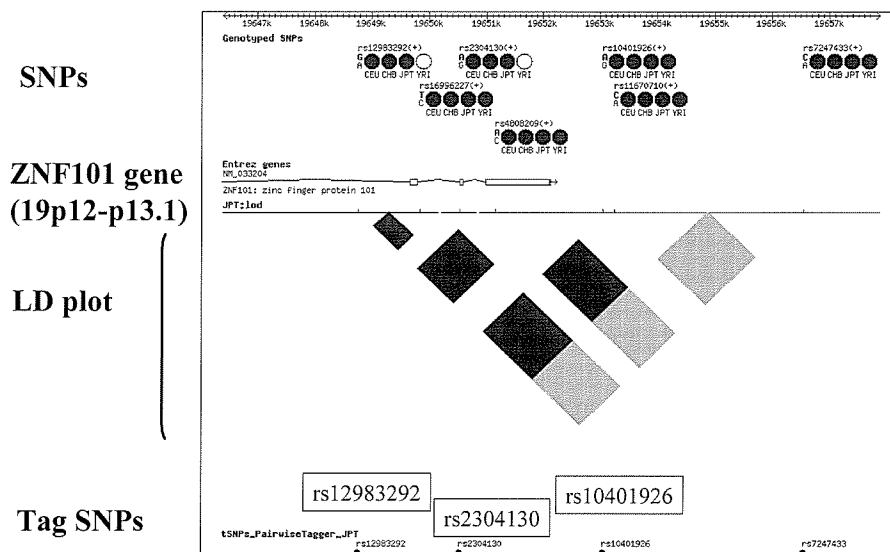 19647k 19648k 19649k 19650k 19651k 19652k 19653k 19654k 19655k 19656k 19657k
Genotyped SNPs
SNPs
rs12983292(+) rs2304130(+) rs10401926(+) rs7247433(+)
G A CEU CHB JPT YRI
A G CEU CHB JPT YRI
A G CEU CHB JPT YRI
C A CEU CHB JPT YRI
rs16996227(+) rs11670710(+)
T C CEU CHB JPT YRI
C A CEU CHB JPT YRI
rs4808209(+)
A C CEU CHB JPT YRI
ZNF101 gene
(19p12-p13.1)
Entrez genes
NM_033204
ZNF101: zinc finger protein 101
JPT:lod
LD plot
rs12983292
rs2304130
rs10401926
Tag SNPs
tSNPs_PairwiseTagger_JPT
rs12983292 rs2304130 rs10401926 rs7247433